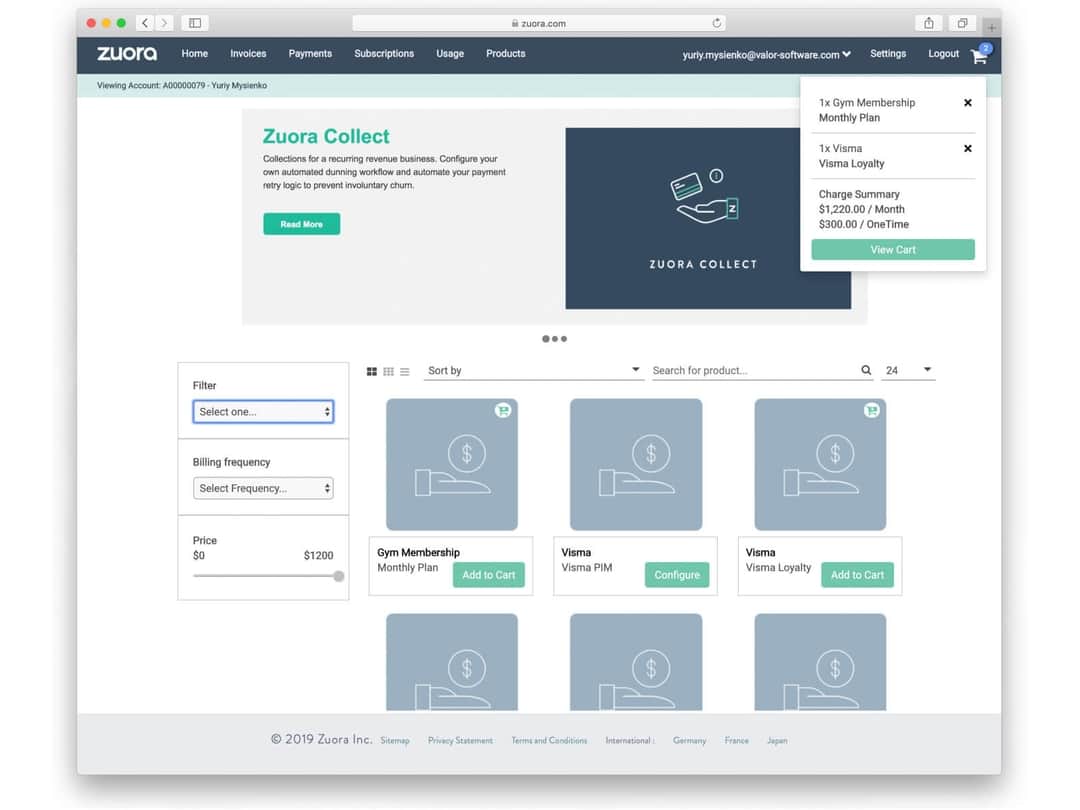 zuora.com
zuora
Home
Invoices
Payments
Subscriptions
Usage
Products
yuriy.mysienko@valor-software.com
Settings
Logout
2
Viewing Account: A00000079 - Yuriy Mysienko
1x Gym Membership
Monthly Plan
1x Visma
Visma Loyalty
Charge Summary
$1,220.00 / Month
$300.00 / OneTime
View Cart
Zuora Collect
Collections for a recurring revenue business. Configure your
own automated dunning workflow and automate your payment
retry logic to prevent involuntary churn.
Read More
Z
ZUORA COLLECT
Filter
Select one...
Billing frequency
Select Frequency...
Price
$0
$1200
Sort by
Search for product...
24
$
$
$
Gym Membership
Monthly Plan
Add to Cart
Visma
Visma PIM
Configure
Visma
Visma Loyalty
Add to Cart
$
$
$
© 2019 Zuora Inc.
Sitemap
Privacy Statement
Terms and Conditions
International :
Germany
France
Japan